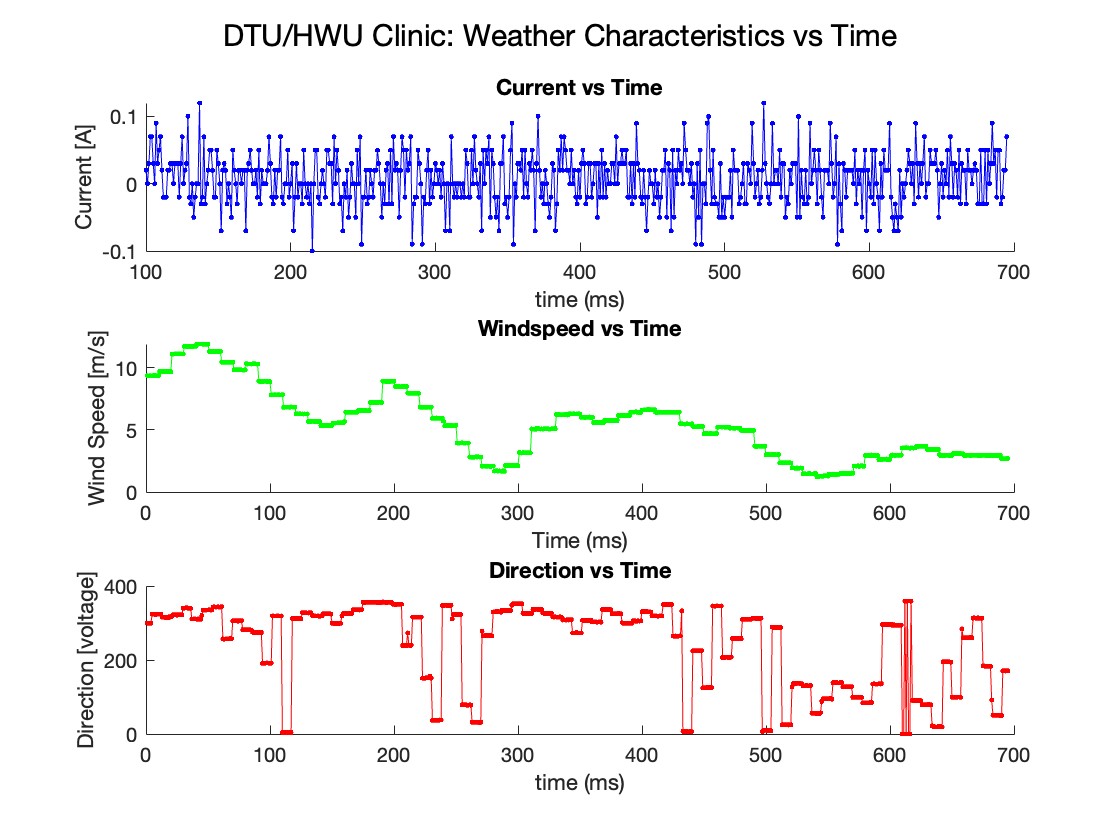 DTU/HWU Clinic: Weather Characteristics vs Time
Current vs Time
Current [A]
0.1
0
-0.1
100 200 300 400 500 600 700
time (ms)
Windspeed vs Time
Wind Speed [m/s]
10
5
0
0 100 200 300 400 500 600 700
Time (ms)
Direction vs Time
Direction [voltage]
400
200
0
0 100 200 300 400 500 600 700
time (ms)